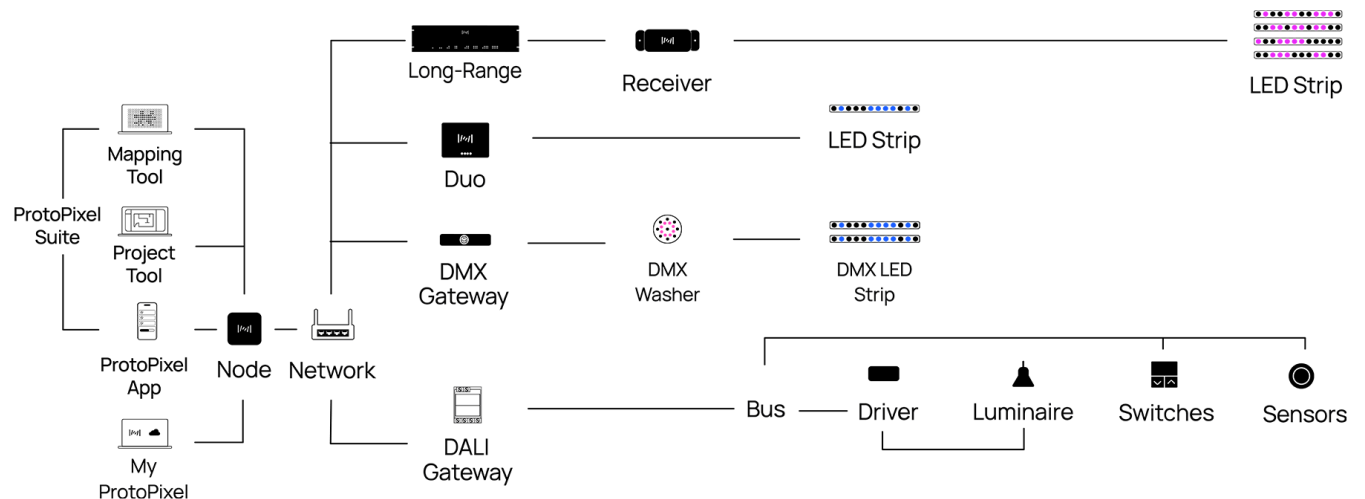 Long-Range
Receiver
LED Strip
Mapping
Tool
Duo
LED Strip
ProtoPixel
Suite
Project
Tool
DMX
Gateway
DMX
Washer
DMX LED
Strip
ProtoPixel
App
Node
Network
Bus
Driver
Luminaire
Switches
Sensors
DALI
Gateway
My
ProtoPixel